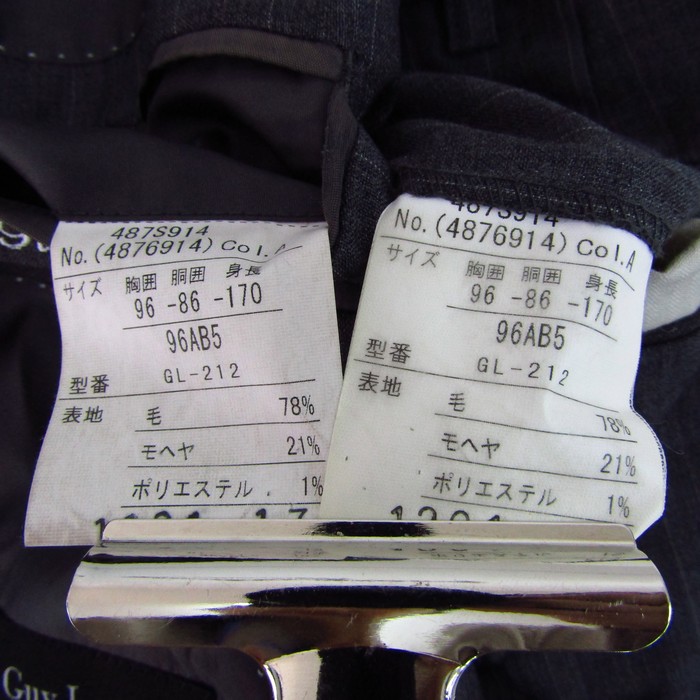 487S914
No.(4876914) Col.A
サイズ 胸囲 胴囲 身長
96 -86 -170
96AB5
型番 GL-212
表地 毛 78%
モヘヤ 21%
ポリエステル 1%
487S914
No.(4876914) Col.A
サイズ 胸囲 胴囲 身長
96 -86 -170
96AB5
型番 GL-212
表地 毛 78%
モヘヤ 21%
ポリエステル 1%
Guy